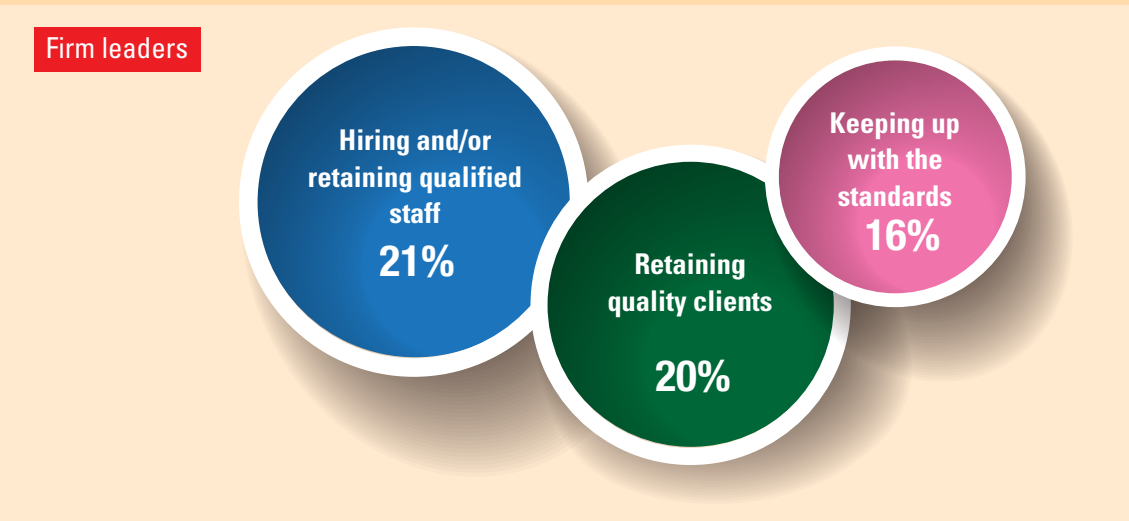 Firm leaders
Hiring and/or
retaining qualified
staff
21%
Retaining
quality clients
20%
Keeping up
with the
standards
16%